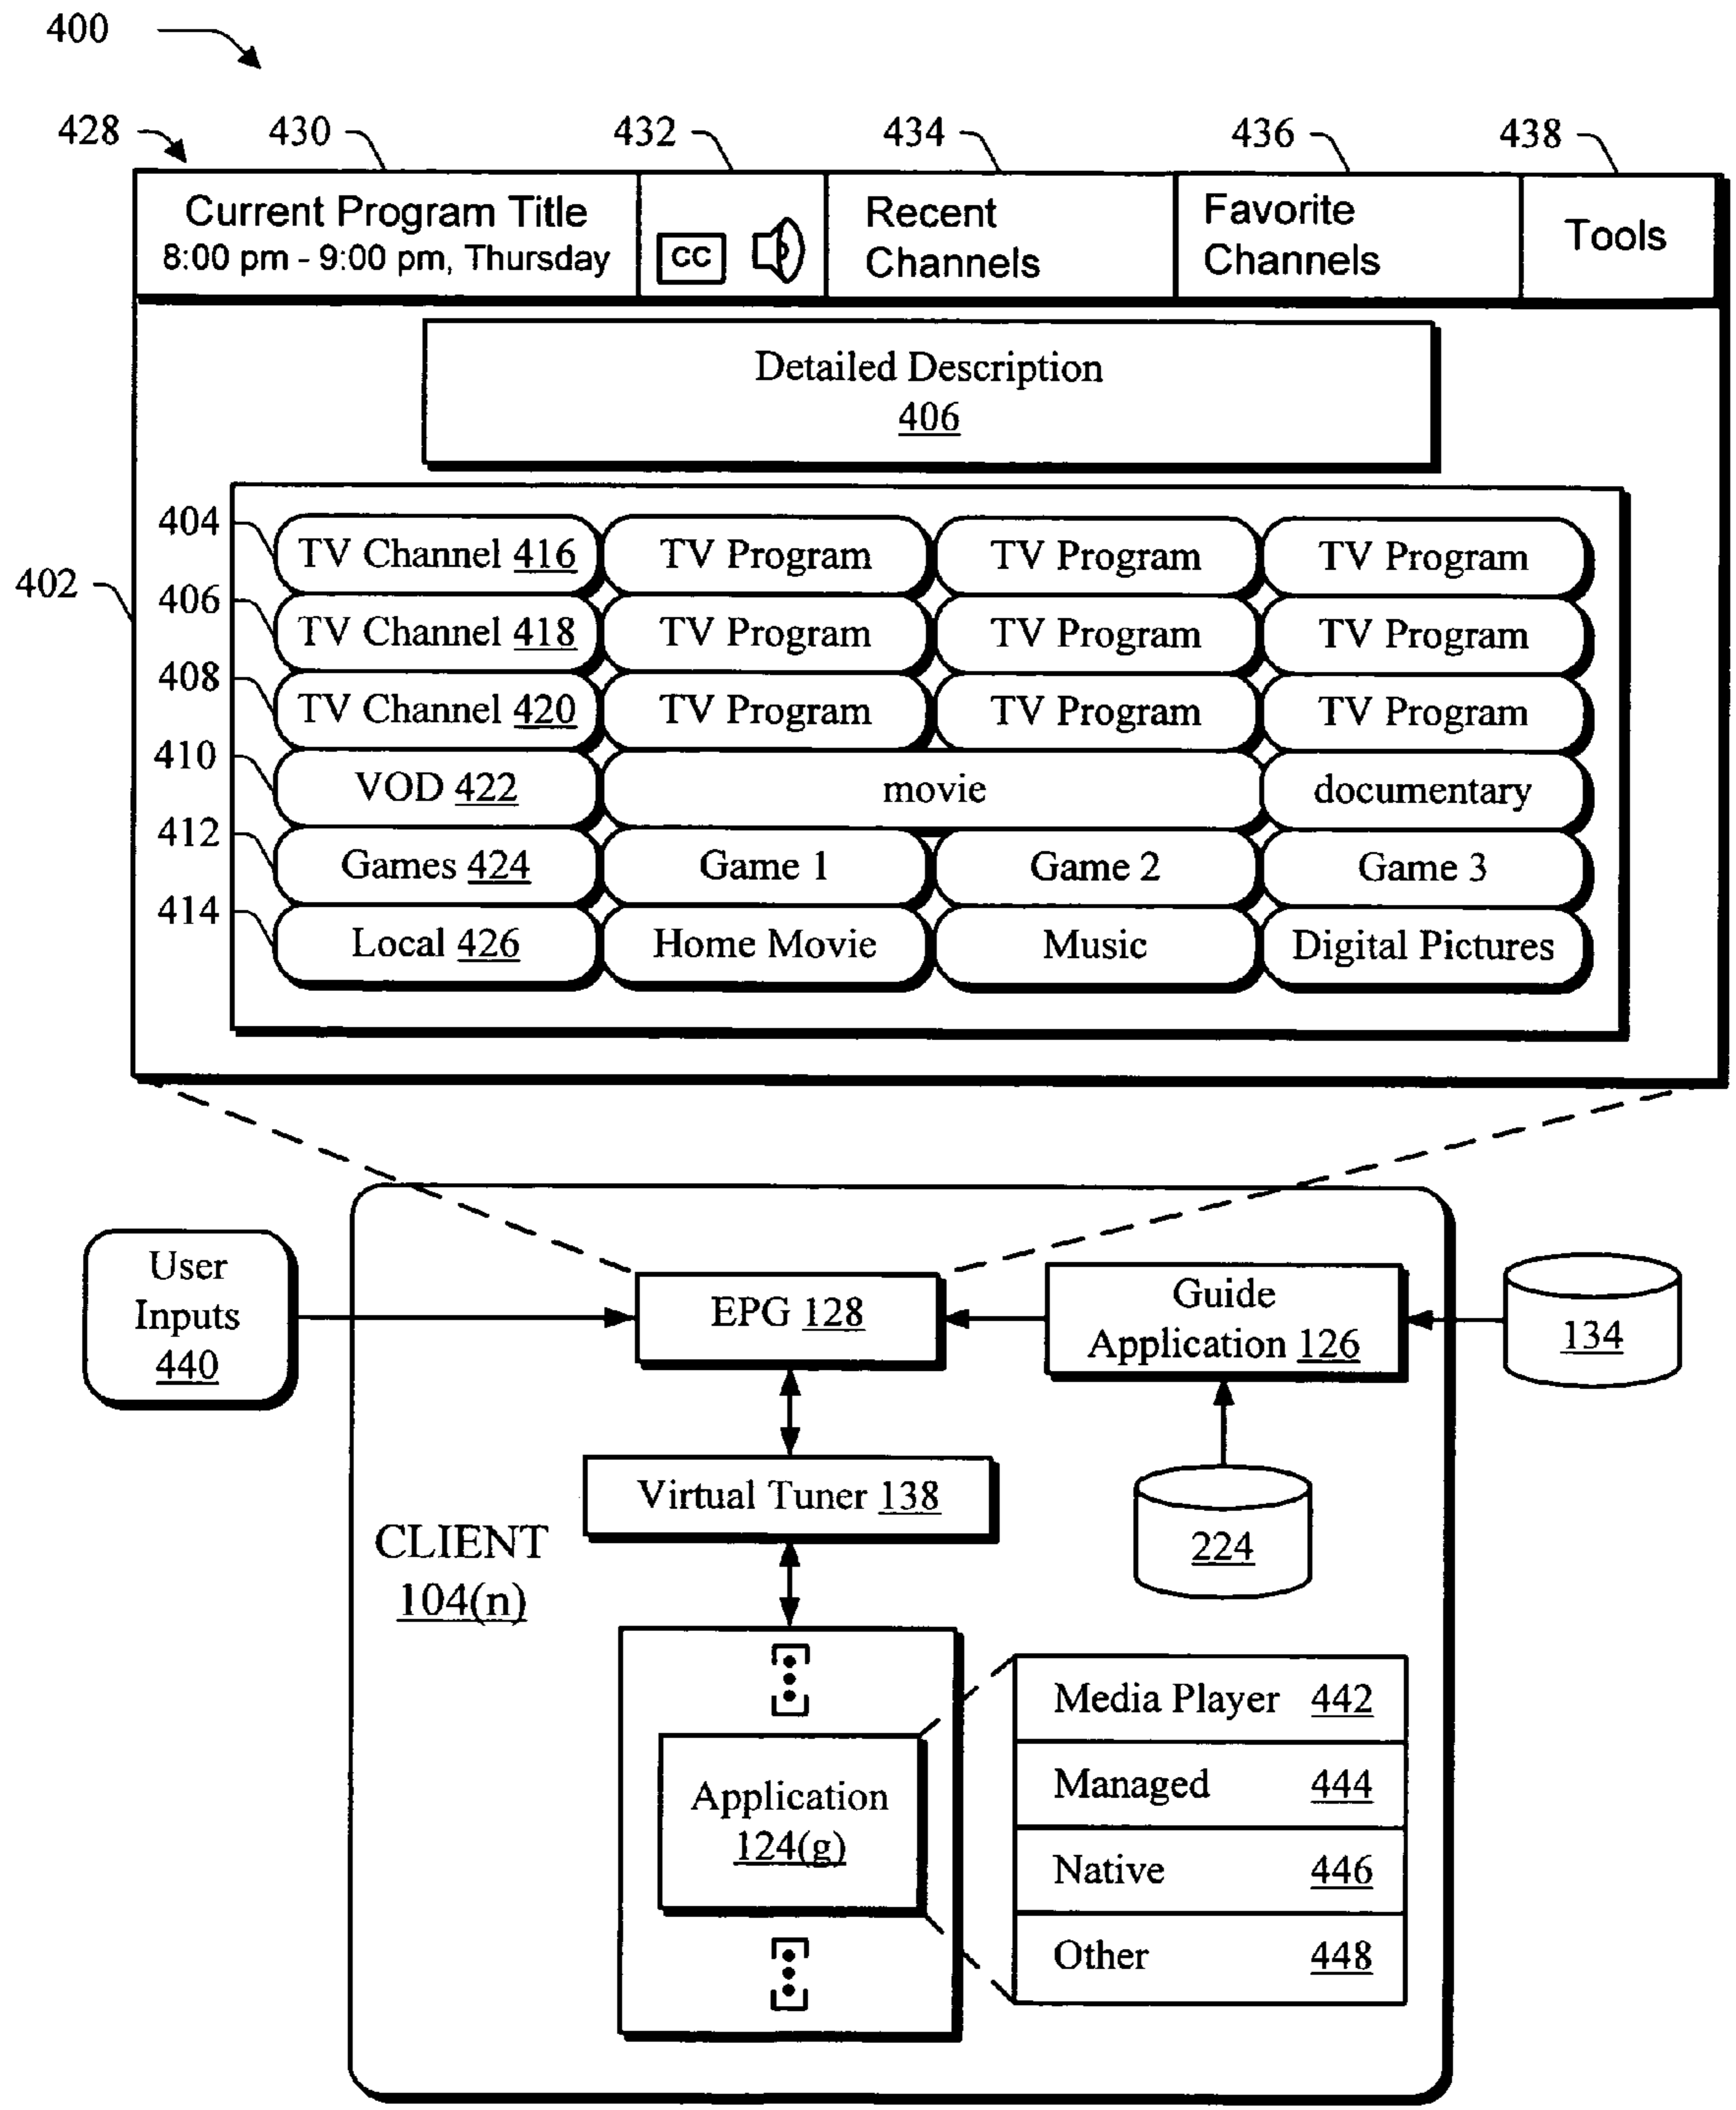 400
428
430
432
434
436
438
Current Program Title
8:00 pm - 9:00 pm, Thursday
CC
Recent
Channels
Favorite
Channels
Tools
Detailed Description
406
402
404
TV Channel 416
TV Program
TV Program
TV Program
406
TV Channel 418
TV Program
TV Program
TV Program
408
TV Channel 420
TV Program
TV Program
TV Program
410
VOD 422
movie
documentary
412
Games 424
Game 1
Game 2
Game 3
414
Local 426
Home Movie
Music
Digital Pictures
User
Inputs
440
EPG 128
Guide
Application 126
134
Virtual Tuner 138
224
CLIENT
104(n)
Application
124(g)
Media Player 442
Managed 444
Native 446
Other 448